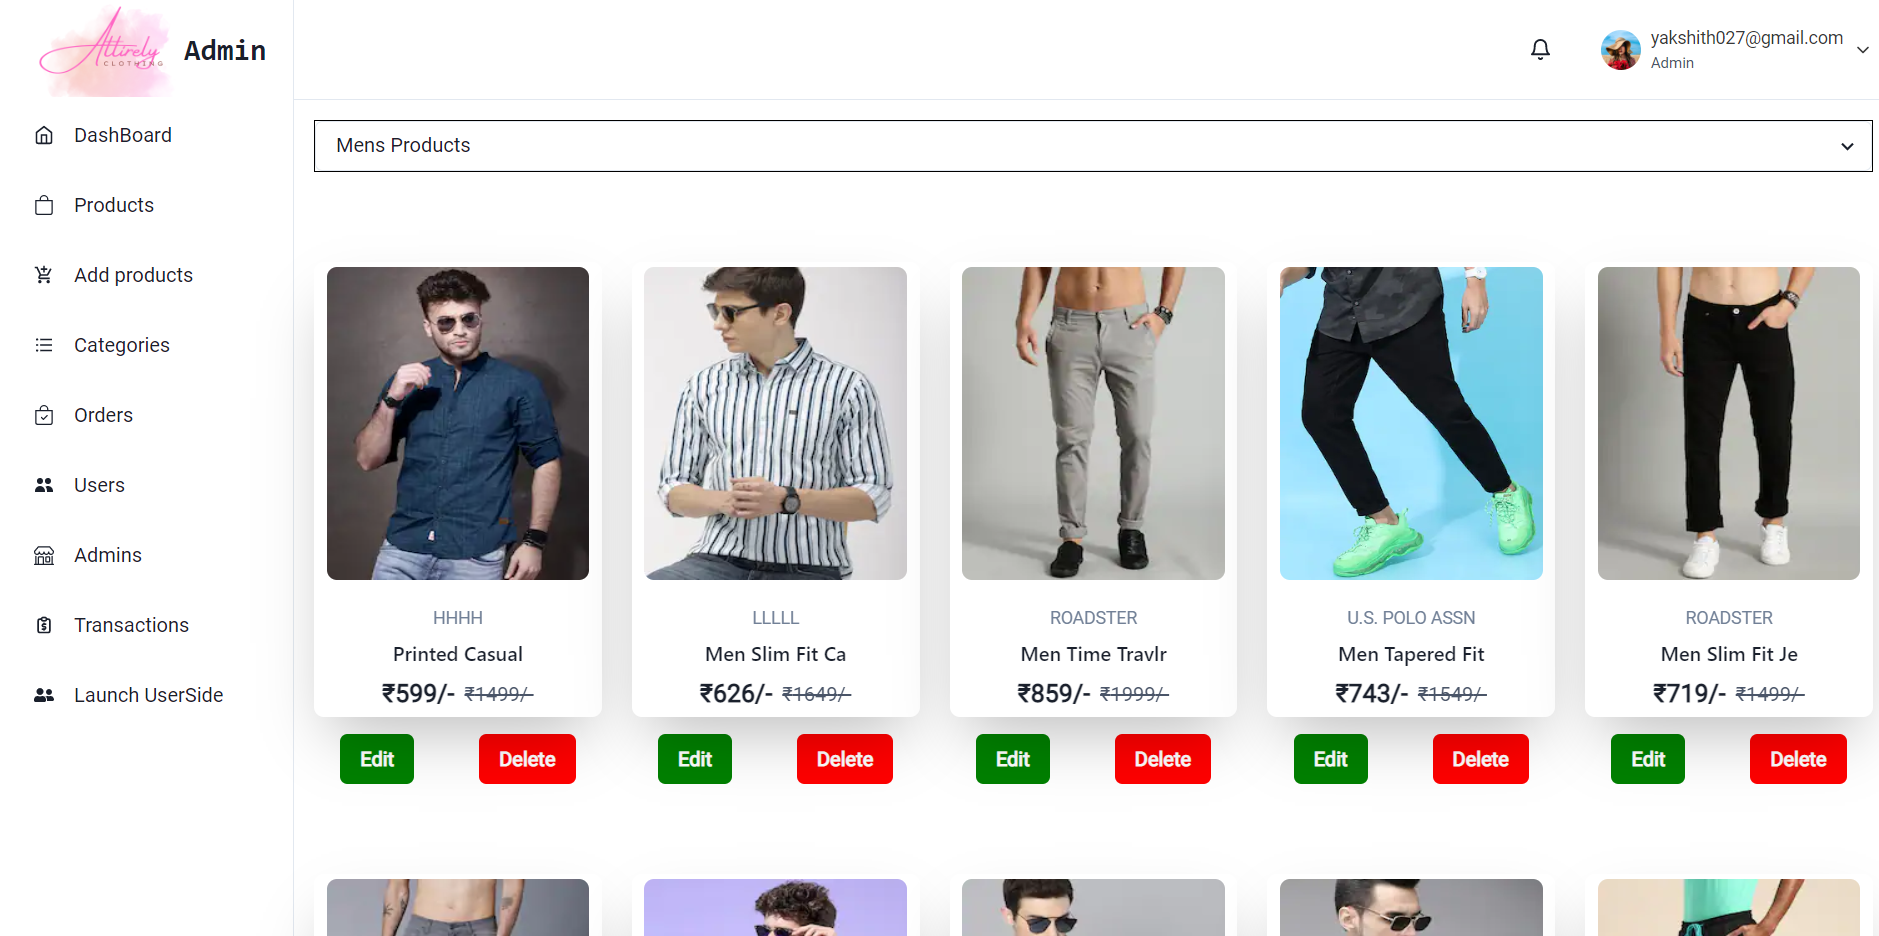 Attirely
CLOTHING
Admin
yakshith027@gmail.com
Admin
DashBoard
Products
Add products
Categories
Orders
Users
Admins
Transactions
Launch UserSide
Mens Products
HHHH
Printed Casual
₹599/- ₹1499/-
Edit Delete
LLLLL
Men Slim Fit Ca
₹626/- ₹1649/-
Edit Delete
ROADSTER
Men Time Travlr
₹859/- ₹1999/-
Edit Delete
U.S. POLO ASSN
Men Tapered Fit
₹743/- ₹1549/-
Edit Delete
ROADSTER
Men Slim Fit Je
₹719/- ₹1499/-
Edit Delete